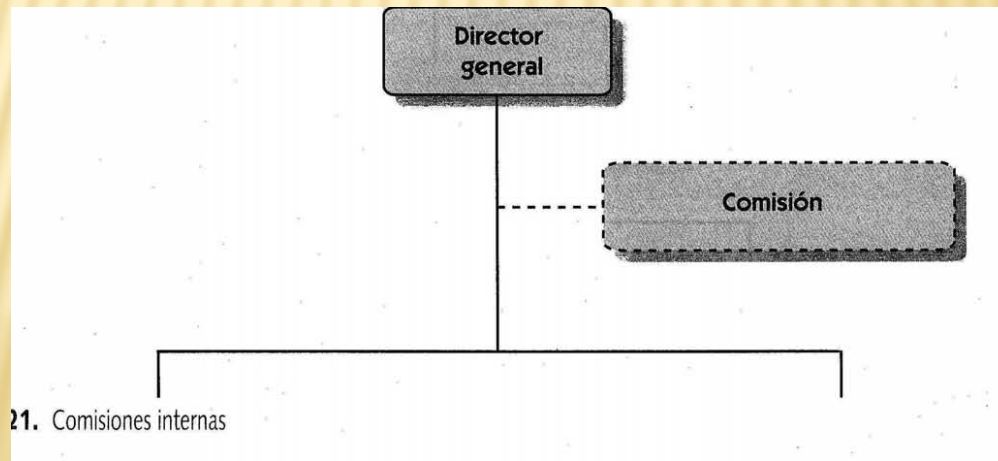 Director
general
Comisión
21. Comisiones internas